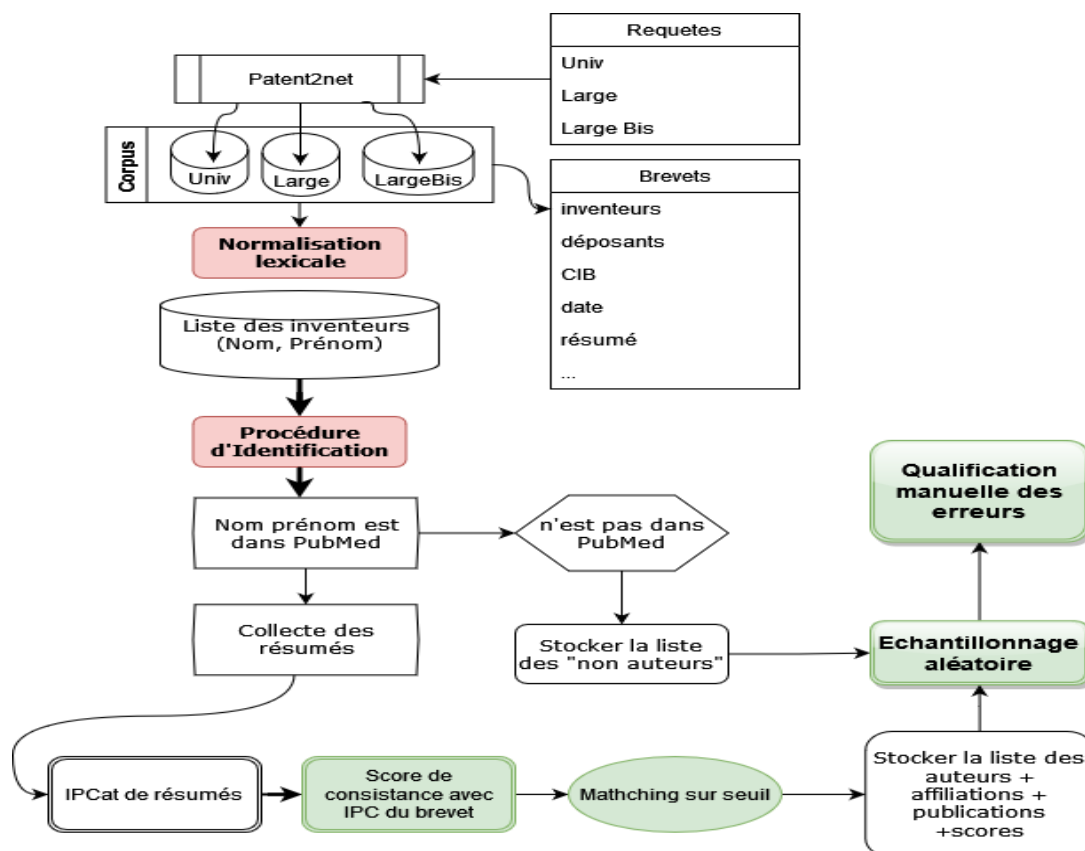 Requetes
Univ
Large
Large Bis
Patent2net
Corpus
Univ
Large
LargeBis
Brevets
inventeurs
déposants
CIB
date
résumé
...
Normalisation
lexicale
Liste des inventeurs
(Nom, Prénom)
Procédure
d'Identification
Nom prénom est
dans PubMed
n'est pas dans
PubMed
Qualification
manuelle des
erreurs
Collecte des
résumés
Stocker la liste
des "non auteurs"
Echantillonnage
aléatoire
IPCat de résumés
Score de
consistance avec
IPC du brevet
Mathching sur seuil
Stocker la liste des
auteurs +
affiliations +
publications
+scores